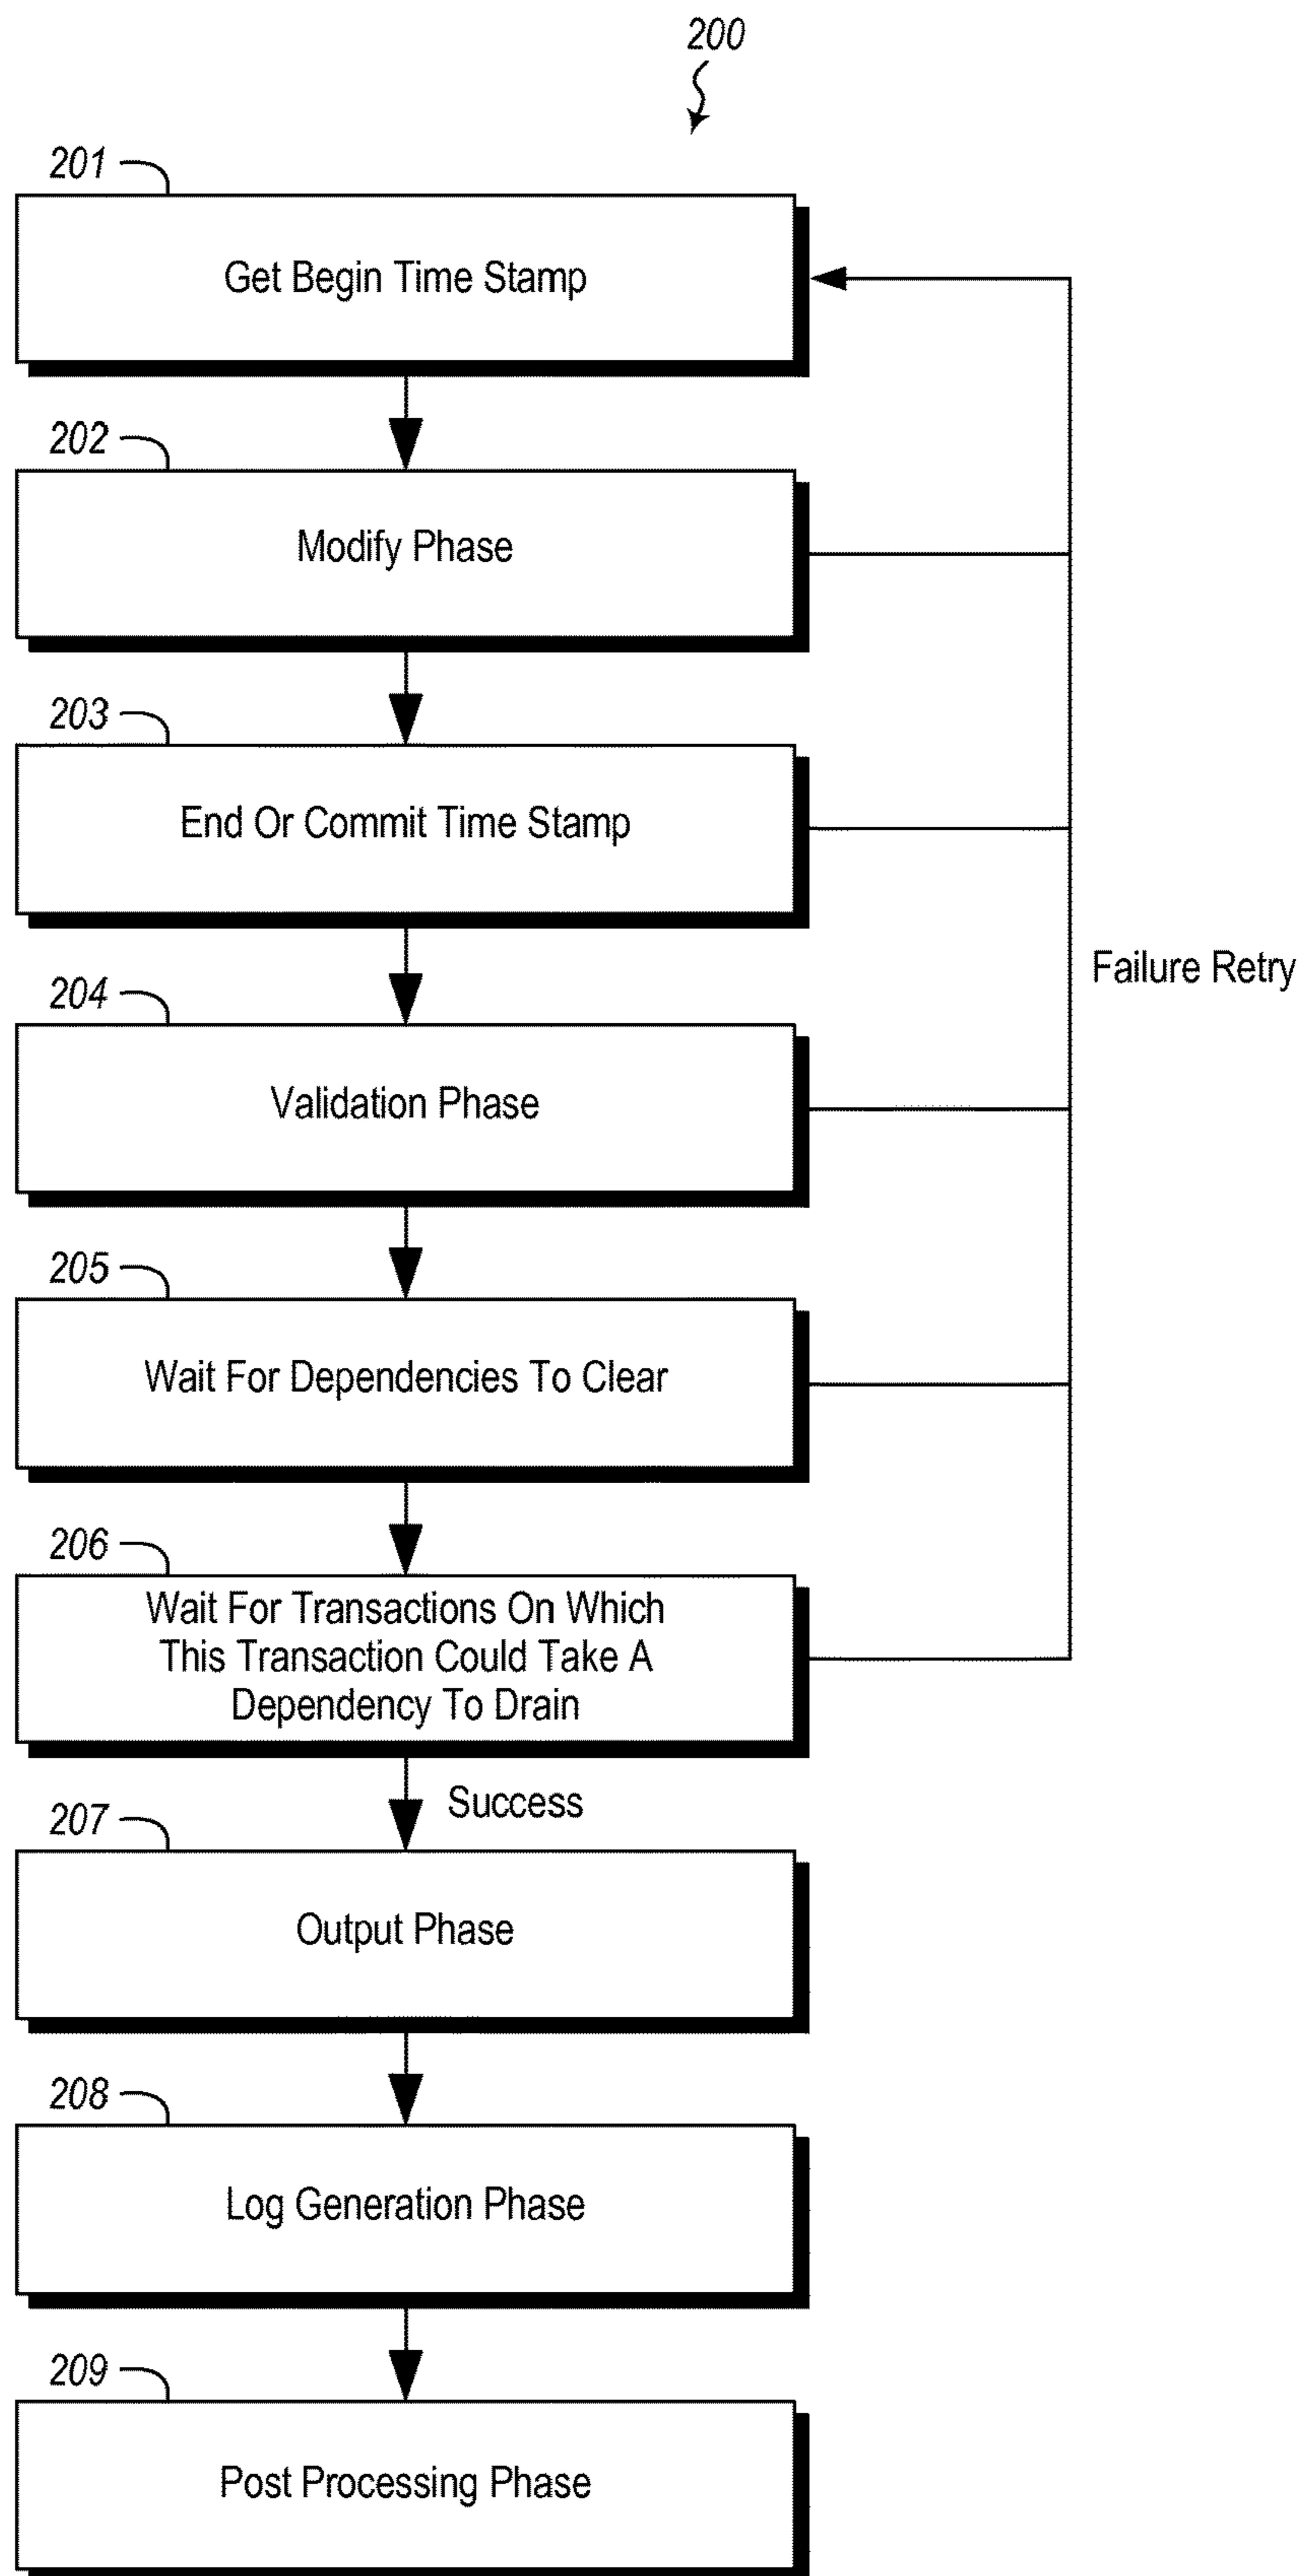 200
201
Get Begin Time Stamp
202
Modify Phase
203
End Or Commit Time Stamp
204
Validation Phase
Failure Retry
205
Wait For Dependencies To Clear
206
Wait For Transactions On Which
This Transaction Could Take A
Dependency To Drain
Success
207
Output Phase
208
Log Generation Phase
209
Post Processing Phase